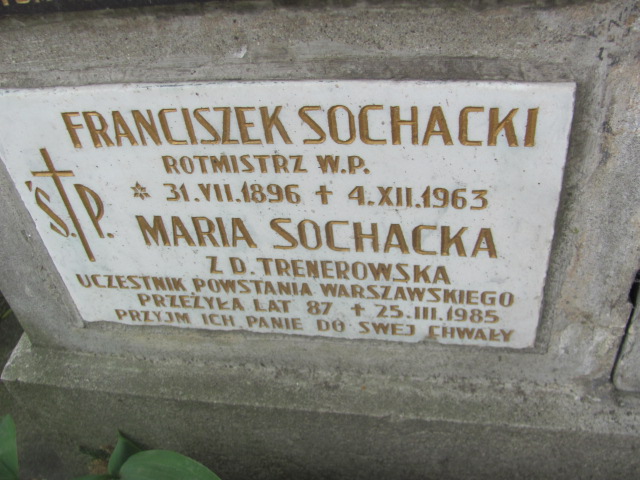 FRANCISZEK SOCHACKI
ROTMISTRZ W.P.
* 31.VII.1896 + 4.XII.1963
Ś.P.
MARIA SOCHACKA
Z D. TRENEROWSKA
UCZESTNIK POWSTANIA WARSZAWSKIEGO
PRZEŻYŁA LAT 87 + 25.III.1985
PRZYJM ICH PANIE DO SWEJ CHWAŁY